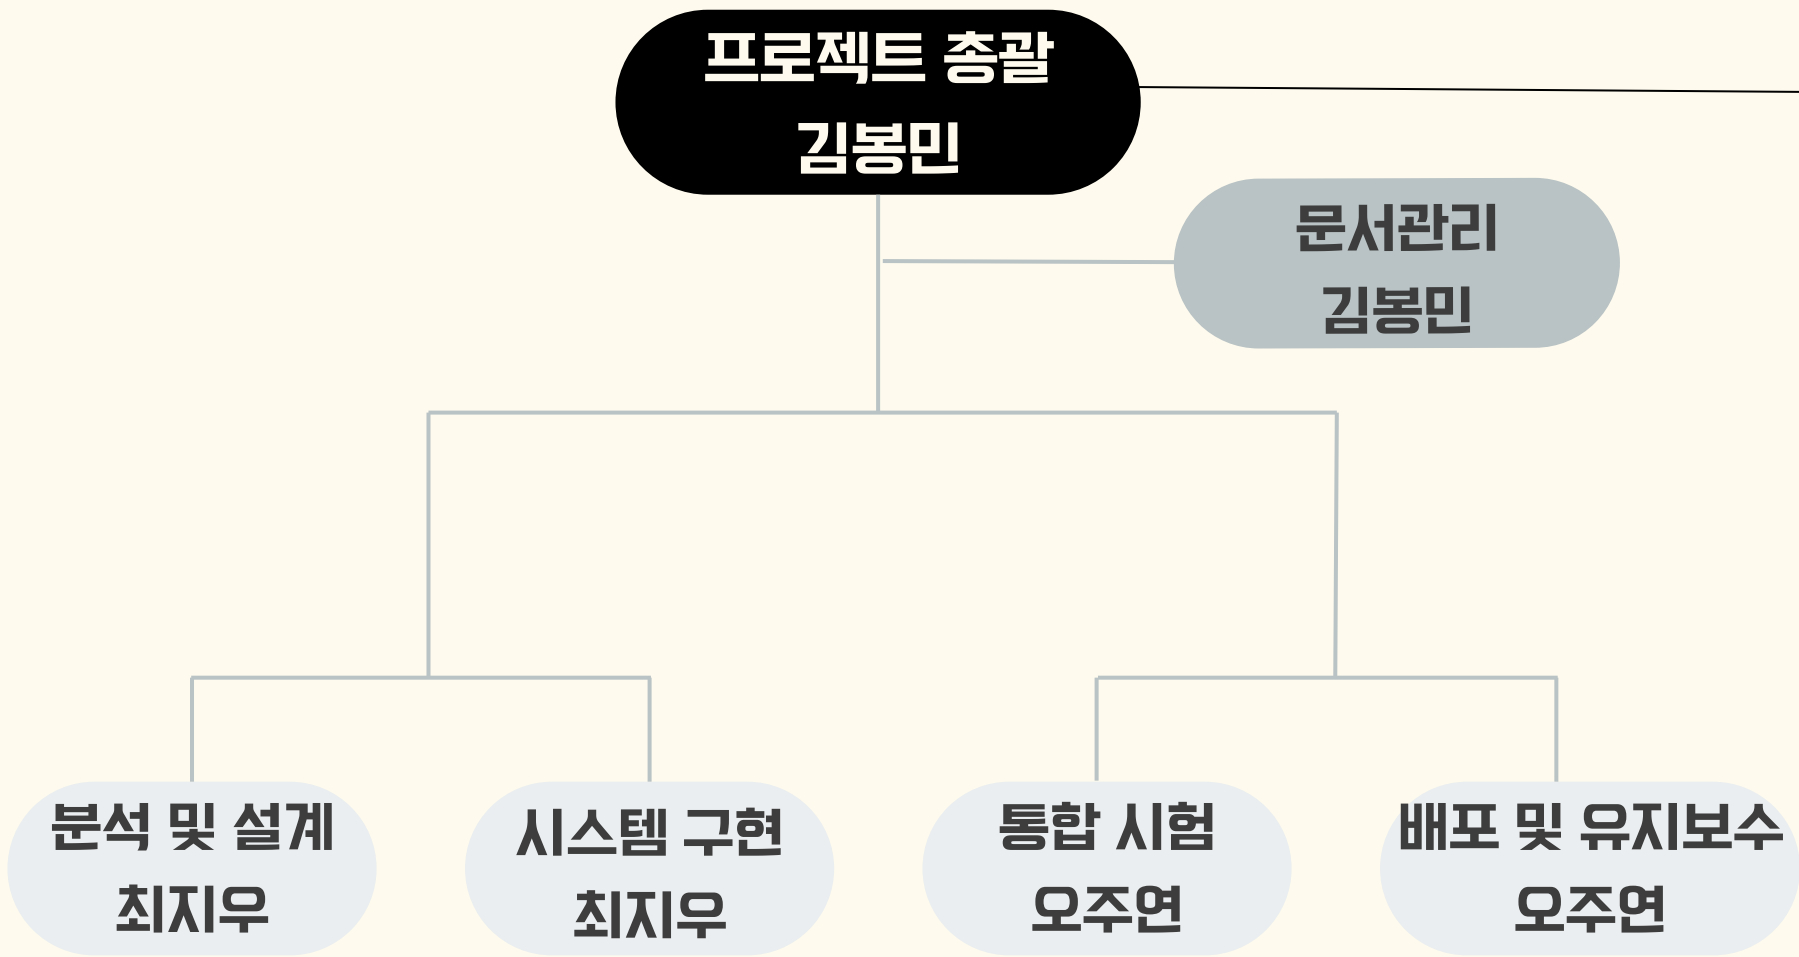 프로젝트 총괄
김봉민
문서관리
김봉민
분석 및 설계
최지우
시스템 구현
최지우
통합 시험
오주연
배포 및 유지보수
오주연